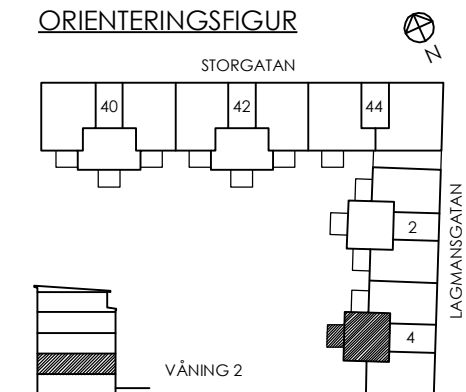 ORIENTERINGSFIGUR
N
STORGATAN
40
42
44
2
LAGMANSGATAN
4
VÅNING 2